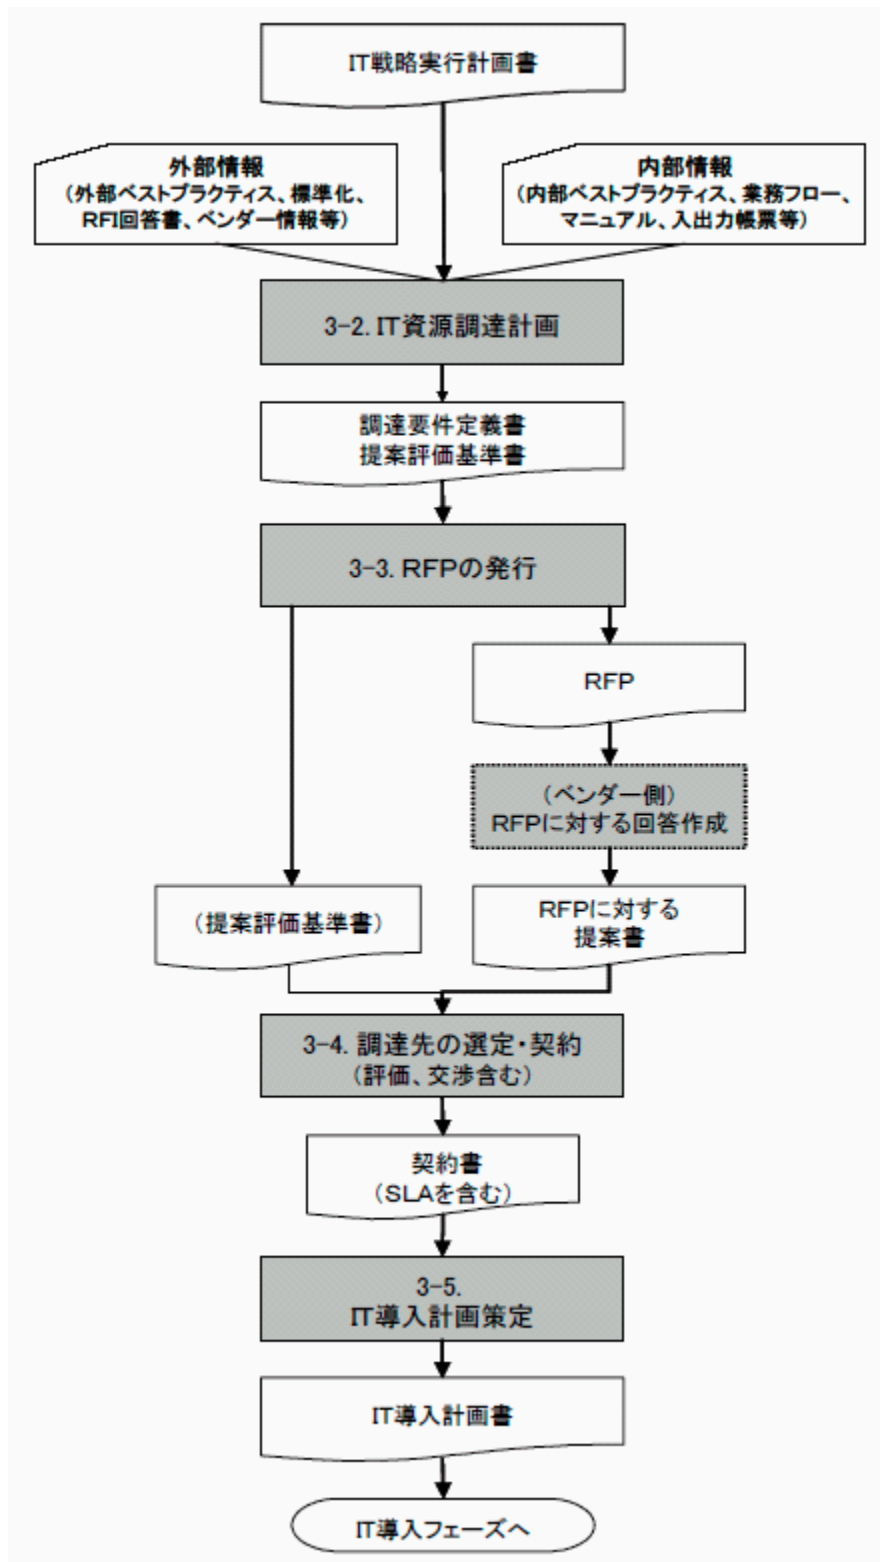 IT戦略実行計画書
外部情報
（外部ベストプラクティス、標準化、
RFI回答書、ベンダー情報等）
内部情報
（内部ベストプラクティス、業務フロー、
マニュアル、入出力帳票等）
3-2. IT資源調達計画
調達要件定義書
提案評価基準書
3-3. RFPの発行
RFP
（ベンダー側）
RFPに対する回答作成
（提案評価基準書）
RFPに対する
提案書
3-4. 調達先の選定・契約
（評価、交渉含む）
契約書
（SLAを含む）
3-5.
IT導入計画策定
IT導入計画書
IT導入フェーズへ